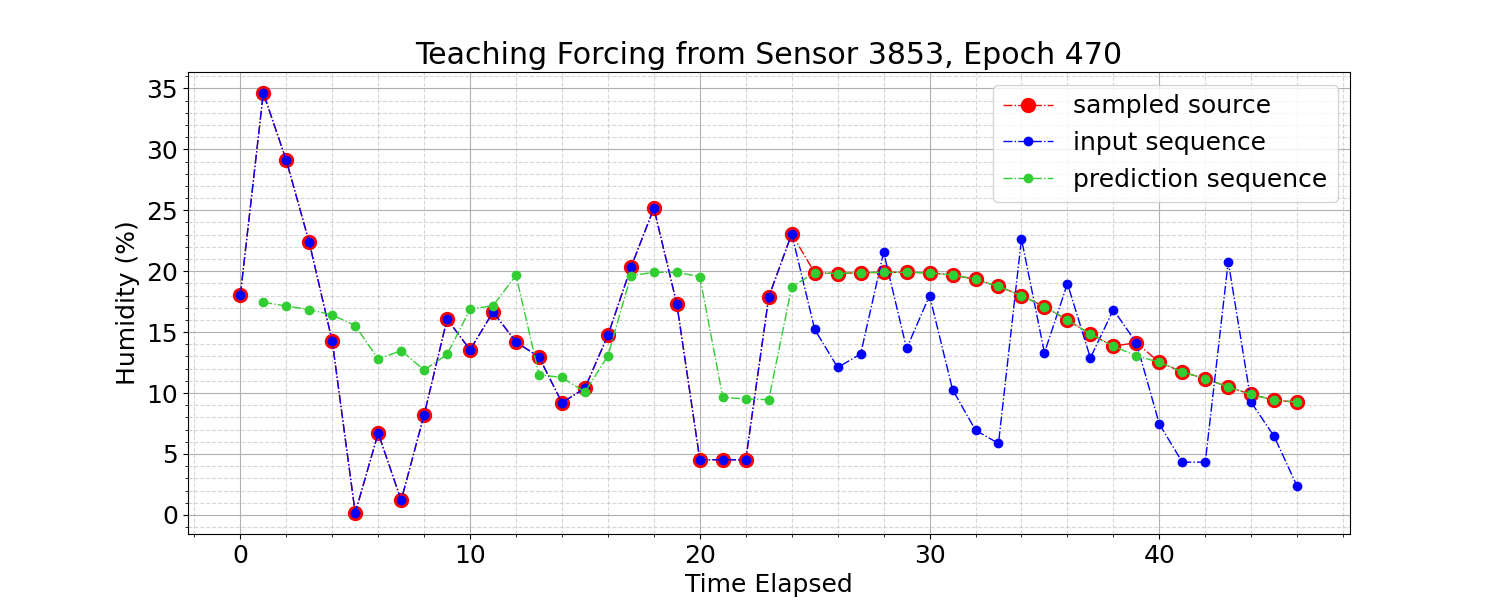 Teaching Forcing from Sensor 3853, Epoch 470
35
30
25
20
15
10
5
0
Humidity (%)
sampled source
input sequence
prediction sequence
0 10 20 30 40
Time Elapsed